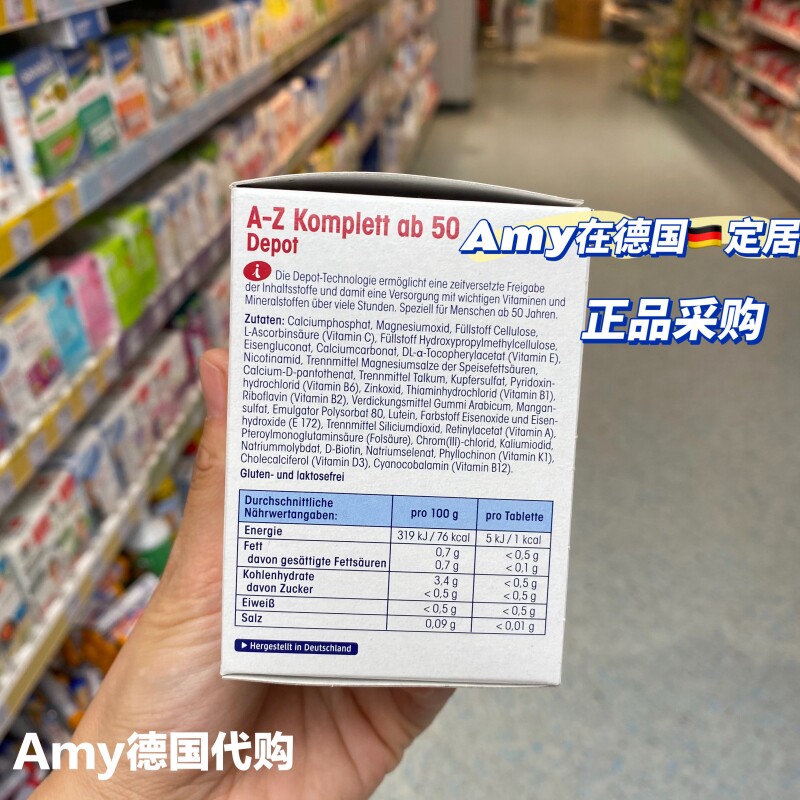 A-Z Komplett ab 50
Depot
i Die Depot-Technologie ermöglicht eine zeitversetzte Freigabe
der Inhaltsstoffe und damit eine Versorgung mit wichtigen Vitaminen und
Mineralstoffen über viele Stunden. Speziell für Menschen ab 50 Jahren.
Zutaten: Calciumphosphat, Magnesiumoxid, Füllstoff Cellulose,
L-Ascorbinsäure (Vitamin C), Füllstoff Hydroxypropylmethylcellulose,
Eisengluconat, Calciumcarbonat, DL-α-Tocopherylacetat (Vitamin E),
Nicotinamid, Trennmittel Magnesiumsalze der Speisefettsäuren,
Calcium-D-pantothenat, Trennmittel Talkum, Kupfersulfat, Pyridoxin-
hydrochlorid (Vitamin B6), Zinkoxid, Thiaminhydrochlorid (Vitamin B1),
Riboflavin (Vitamin B2), Verdickungsmittel Gummi Arabicum, Mangan-
sulfat, Emulgator Polysorbat 80, Lutein, Farbstoff Eisenoxide und Eisen-
hydroxide (E 172), Trennmittel Siliciumdioxid, Retinylacetat (Vitamin A),
Pteroylmonoglutaminsäure (Folsäure), Chrom(III)-chlorid, Kaliumiodid,
Natriummolybdat, D-Biotin, Natriumselenat, Phyllochinon (Vitamin K1),
Cholecalciferol (Vitamin D3), Cyanocobalamin (Vitamin B12).
Gluten- und laktosefrei
Durchschnittliche Nährwertangaben: pro 100 g pro Tablette
Energie 319 kJ / 76 kcal 5 kJ / 1 kcal
Fett 0,7 g < 0,5 g
davon gesättigte Fettsäuren 0,7 g < 0,1 g
Kohlenhydrate 3,4 g < 0,5 g
davon Zucker < 0,5 g < 0,5 g
Eiweiß < 0,5 g < 0,5 g
Salz 0,09 g < 0,01 g
Hergestellt in Deutschland
Amy在德国🇩🇪定居
正品采购
Amy德国代购